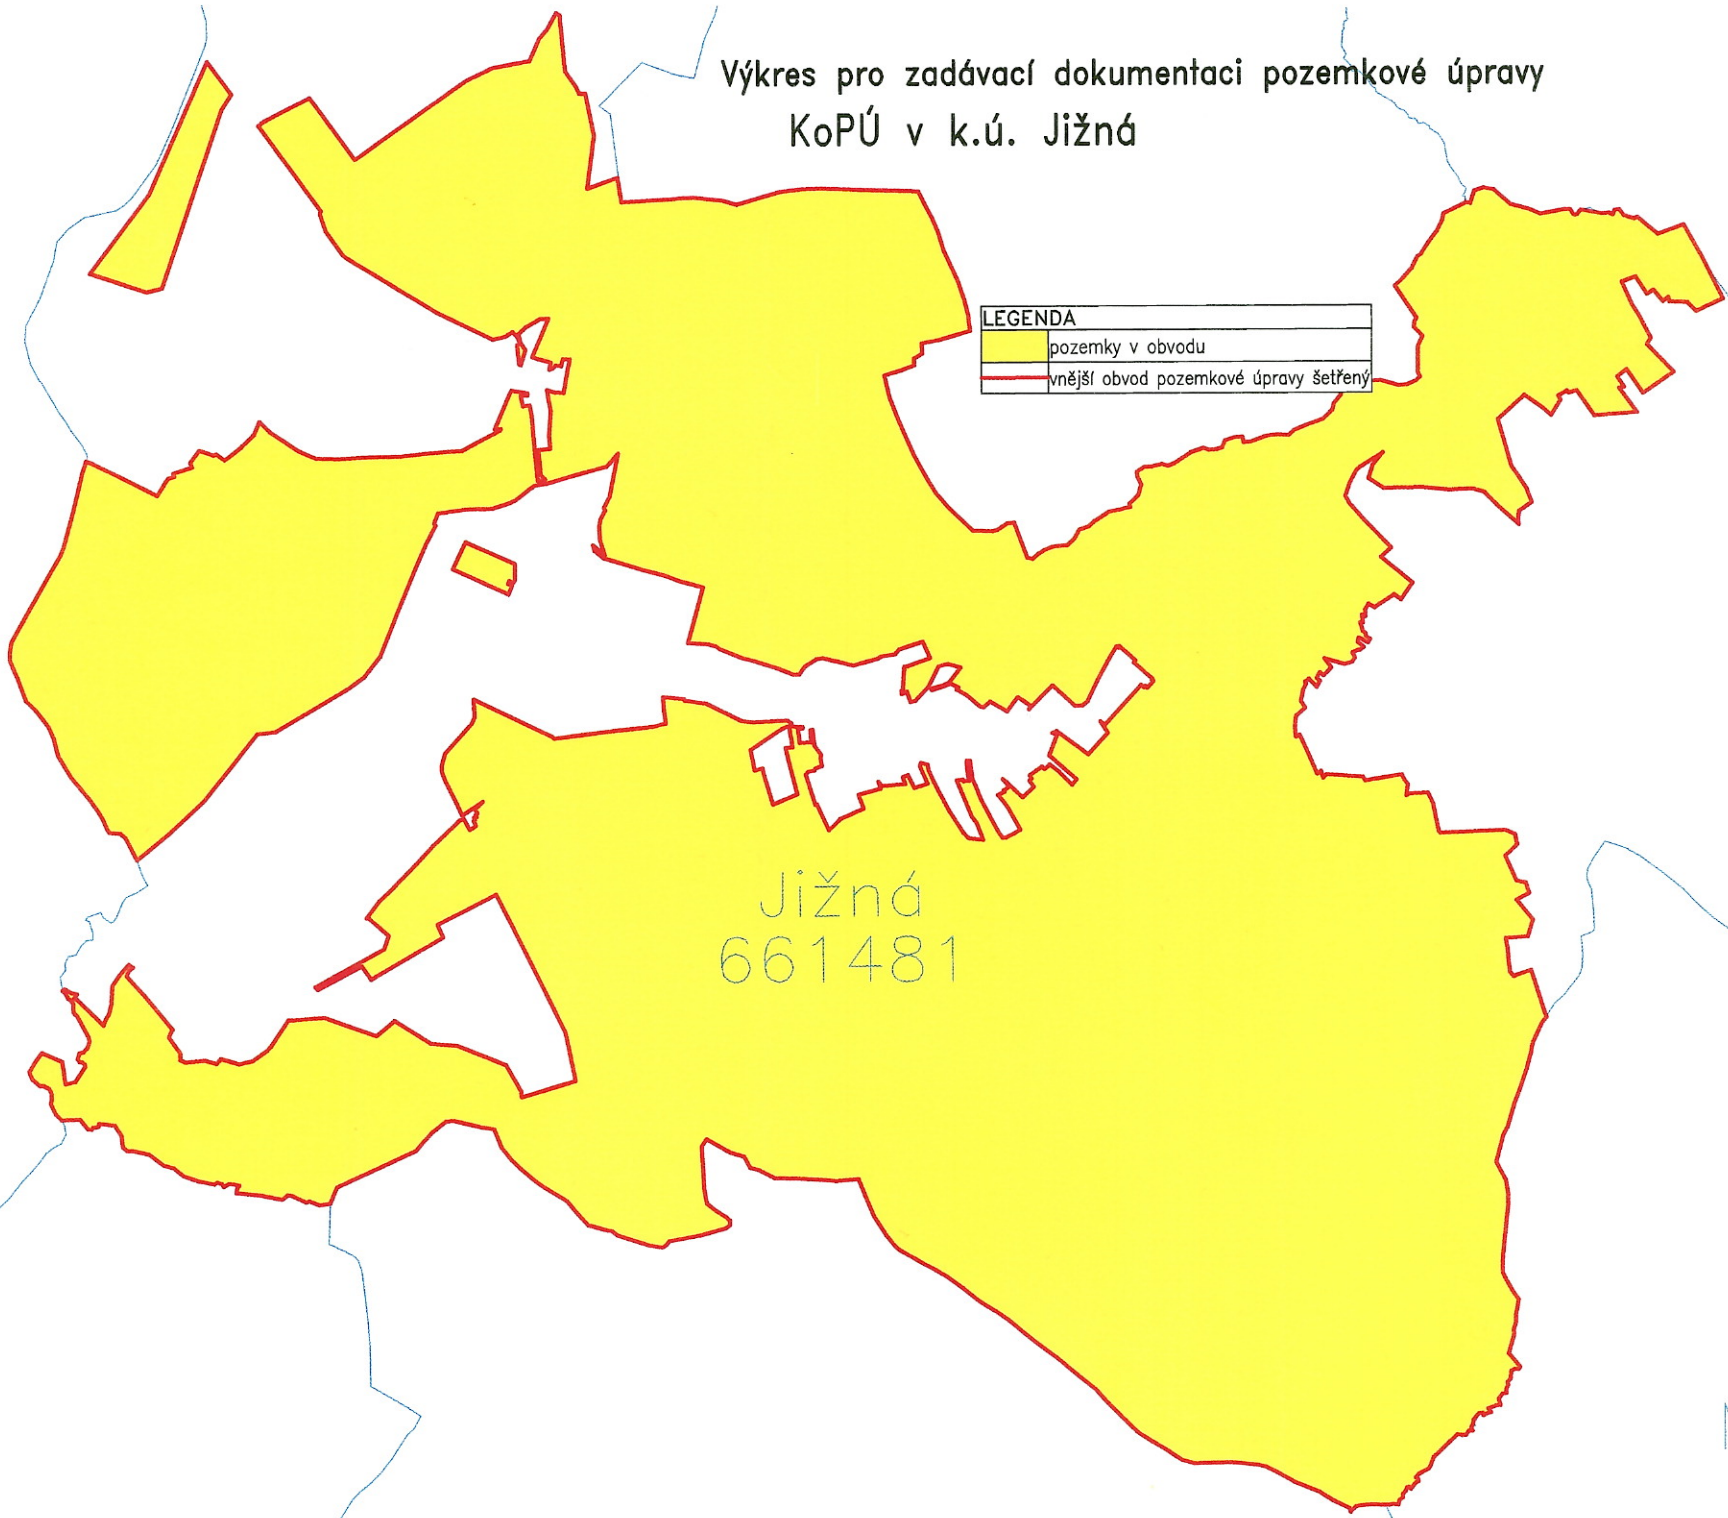 Výkres pro zadávací dokumentaci pozemkové úpravy
KoPÚ v k.ú. Jižná
LEGENDA
pozemky v obvodu
vnější obvod pozemkové úpravy šetřený
Jižná
661481